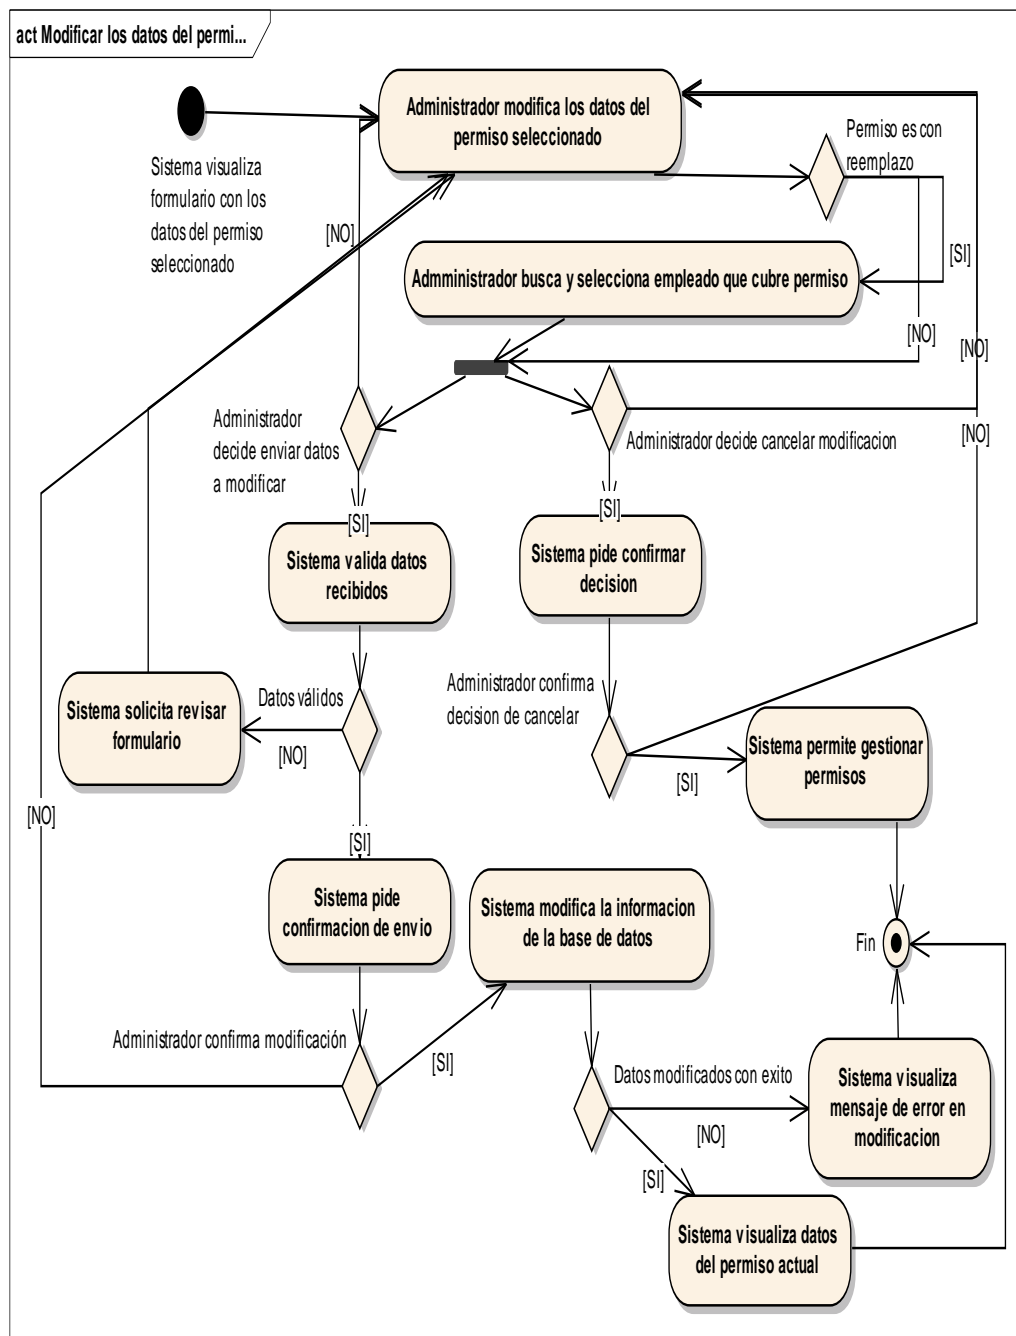 act Modificar los datos del permi...
Administrador modifica los datos del
permiso seleccionado
Permiso es con
reemplazo
Sistema visualiza
formulario con los
datos del permiso
seleccionado
[NO]
[SI]
Admministrador busca y selecciona empleado que cubre permiso
[NO]
[NO]
Administrador
decide enviar datos
a modificar
Administrador decide cancelar modificacion
[NO]
[SI]
[SI]
Sistema valida datos
recibidos
Sistema pide confirmar
decision
Administrador confirma
decision de cancelar
Datos válidos
Sistema solicita revisar
formulario
[NO]
Sistema permite gestionar
permisos
[SI]
[NO]
[SI]
Sistema pide
confirmacion de envio
Sistema modifica la informacion
de la base de datos
Fin
Administrador confirma modificación
[SI]
Datos modificados con exito
Sistema visualiza
mensaje de error en
modificacion
[NO]
[SI]
Sistema visualiza datos
del permiso actual